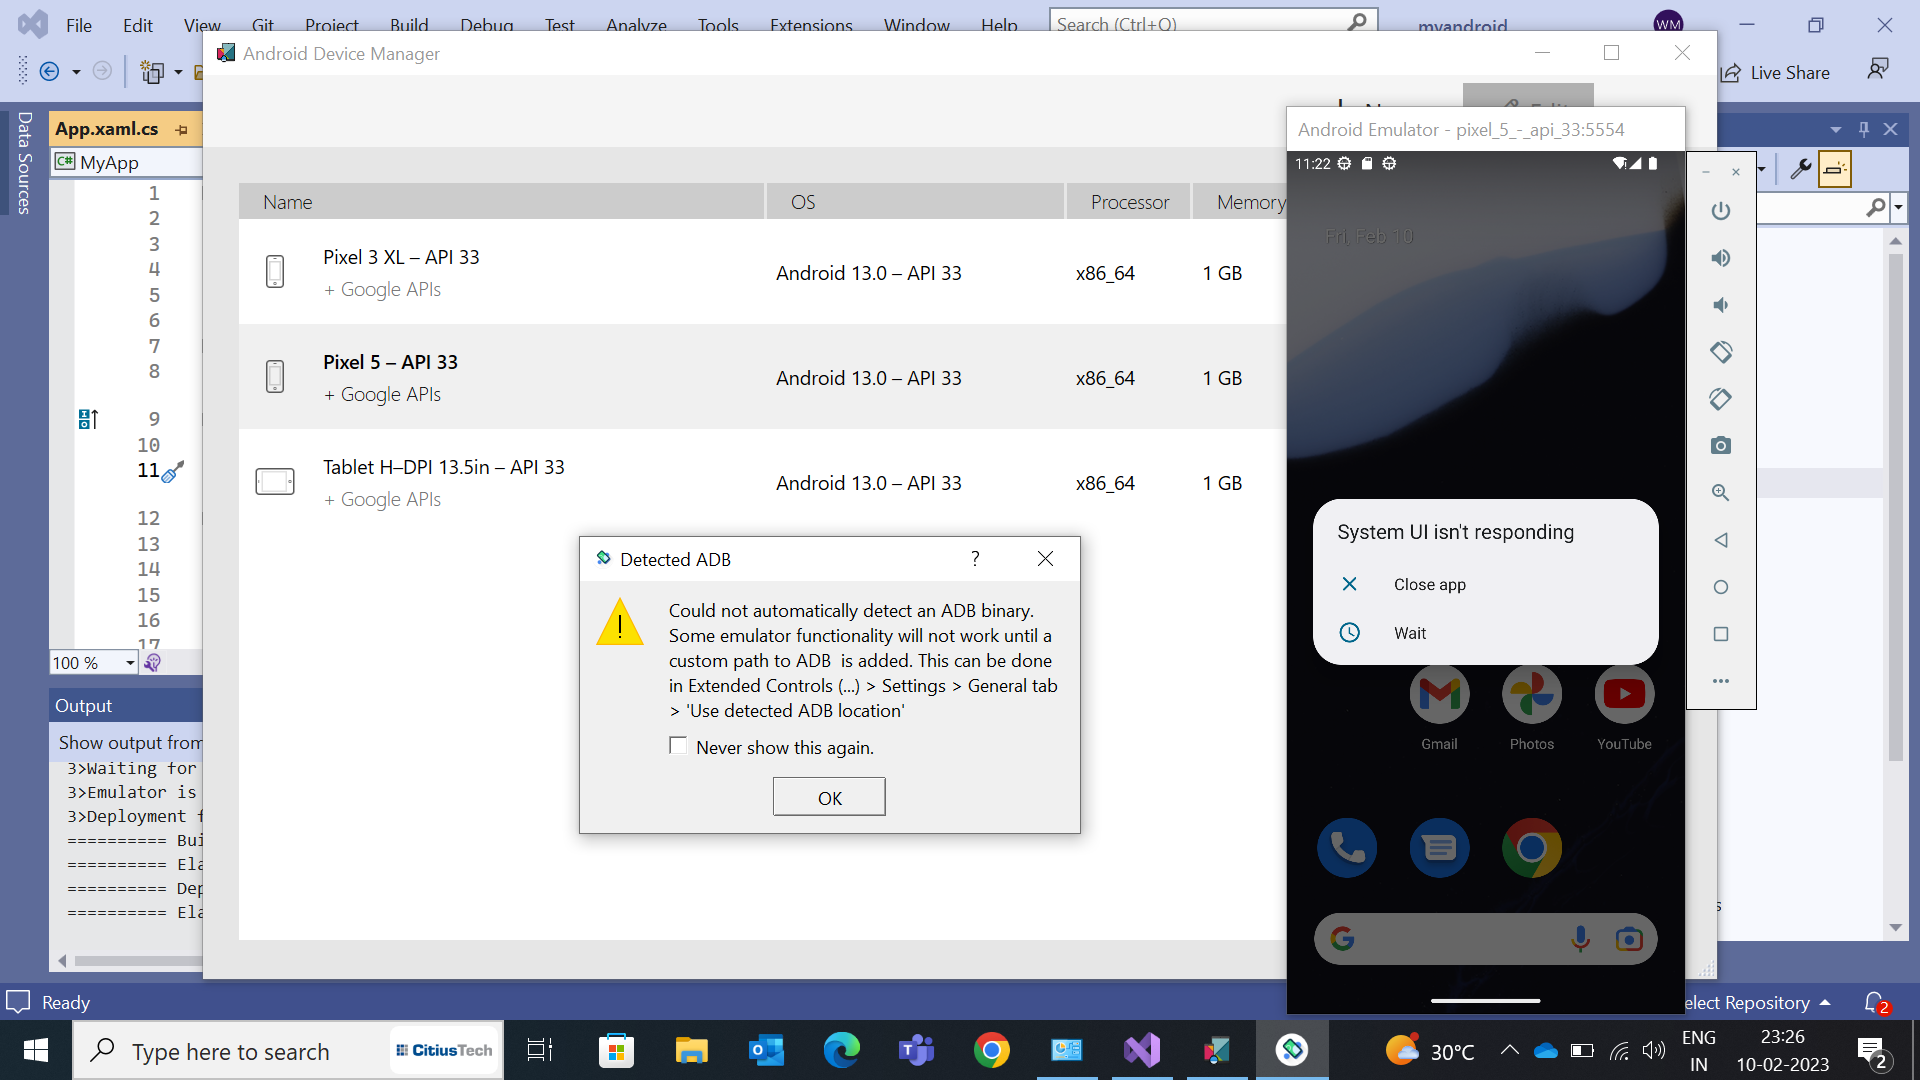 File Edit View Git Project Build Debug Test Analyze Tools Extensions Window Help Search (Ctrl+Q) myandroid WM
Live Share
Android Device Manager
Data Sources
App.xaml.cs
C# MyApp
1
2
3
4
5
6
7
8
9
10
11
12
13
14
15
16
17
100 %
Output
Show output from
3>Waiting for
3>Emulator is
3>Deployment f
========== Bui
========== Ela
========== Dep
========== Ela
Edit
Name OS Processor Memory
Pixel 3 XL – API 33
+ Google APIs
Android 13.0 – API 33 x86_64 1 GB
Pixel 5 – API 33
+ Google APIs
Android 13.0 – API 33 x86_64 1 GB
Tablet H–DPI 13.5in – API 33
+ Google APIs
Android 13.0 – API 33 x86_64 1 GB
Detected ADB ?
Could not automatically detect an ADB binary.
Some emulator functionality will not work until a
custom path to ADB is added. This can be done
in Extended Controls (...) > Settings > General tab
> 'Use detected ADB location'
Never show this again.
OK
Android Emulator - pixel_5_-_api_33:5554
11:22
Fri, Feb 10
System UI isn't responding
Close app
Wait
Gmail Photos YouTube
Ready
elect Repository 2
Type here to search CitiusTech
30°C
ENG
IN
23:26
10-02-2023
2